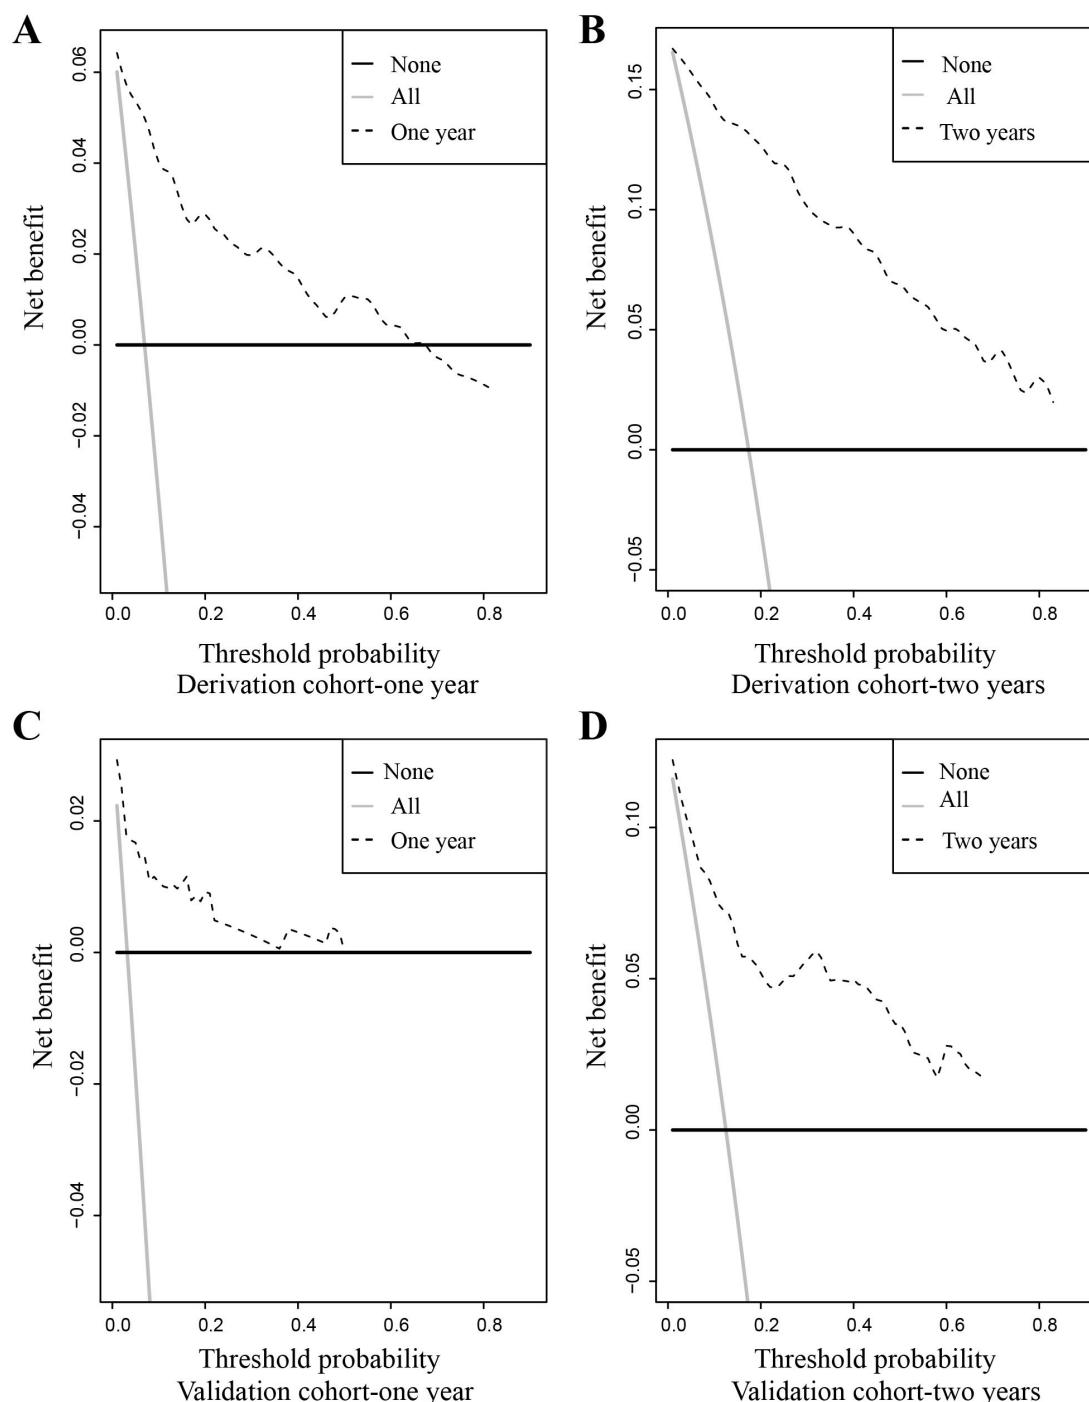 A
None
All
One year
Net benefit
0.06
0.04
0.02
0.00
−0.02
−0.04
0.0 0.2 0.4 0.6 0.8
Threshold probability
Derivation cohort-one year
B
None
All
Two years
Net benefit
0.15
0.10
0.05
0.00
−0.05
0.0 0.2 0.4 0.6 0.8
Threshold probability
Derivation cohort-two years
C
None
All
One year
Net benefit
0.02
0.00
−0.02
−0.04
0.0 0.2 0.4 0.6 0.8
Threshold probability
Validation cohort-one year
D
None
All
Two years
Net benefit
0.10
0.05
0.00
−0.05
0.0 0.2 0.4 0.6 0.8
Threshold probability
Validation cohort-two years